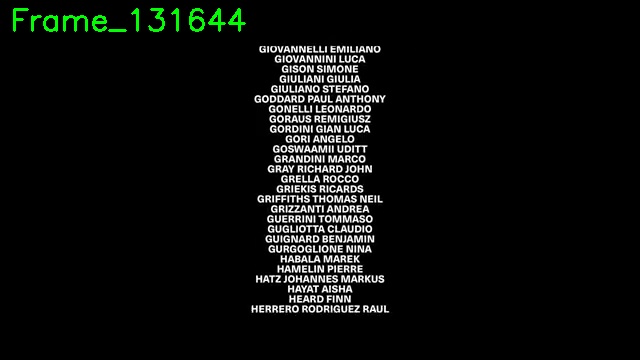 Frame_131644
GIOVANNELLI EMILIANO
GIOVANNINI LUCA
GISON SIMONE
GIULIANI GIULIA
GIULIANO STEFANO
GODDARD PAUL ANTHONY
GONELLI LEONARDO
GORAUS REMIGIUSZ
GORDINI GIAN LUCA
GORI ANGELO
GOSWAAMII UDITT
GRANDINI MARCO
GRAY RICHARD JOHN
GRELLA ROCCO
GRIEKIS RICARDS
GRIFFITHS THOMAS NEIL
GRIZZANTI ANDREA
GUERRINI TOMMASO
GUGLIOTTA CLAUDIO
GUIGNARD BENJAMIN
GURGOGLIONE NINA
HABALA MAREK
HAMELIN PIERRE
HATZ JOHANNES MARKUS
HAYAT AISHA
HEARD FINN
HERRERO RODRIGUEZ RAUL